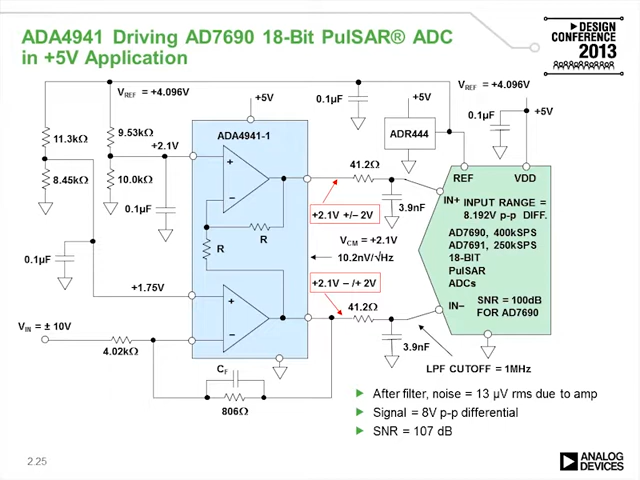 ADA4941 Driving AD7690 18-Bit PulSAR® ADC
in +5V Application
DESIGN
CONFERENCE
2013
VREF = +4.096V
+5V
0.1µF
+5V
VREF = +4.096V
0.1µF
+5V
11.3kΩ
9.53kΩ
+2.1V
ADA4941-1
ADR444
8.45kΩ
10.0kΩ
0.1µF
41.2Ω
REF
VDD
IN+
INPUT RANGE =
8.192V p-p DIFF.
3.9nF
+2.1V +/– 2V
AD7690, 400kSPS
AD7691, 250kSPS
18-BIT
PulSAR
ADCs
R
R
VCM = +2.1V
10.2nV/√Hz
0.1µF
+1.75V
+2.1V – /+ 2V
41.2Ω
IN–
SNR = 100dB
FOR AD7690
VIN = ± 10V
4.02kΩ
3.9nF
LPF CUTOFF = 1MHz
CF
806Ω
After filter, noise = 13 µV rms due to amp
Signal = 8V p-p differential
SNR = 107 dB
2.25
ANALOG
DEVICES